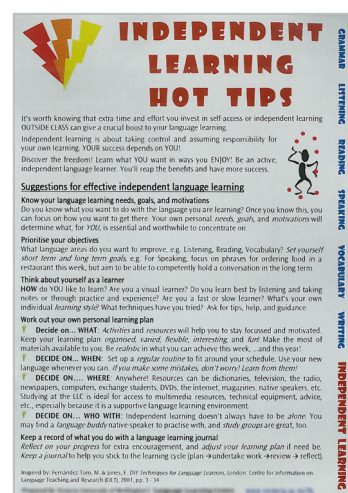 INDEPENDENT
LEARNING
HOT TIPS
It's worth knowing that extra time and effort you invest in self-access or independent learning
OUTSIDE CLASS can give a crucial boost to your language learning.
Independent learning is about taking control and assuming responsibility for
your own learning. YOUR success depends on YOU!
Discover the freedom! Learn what YOU want in ways you ENJOY! Be an active,
independent language learner. You'll reap the benefits and have more success.
Suggestions for effective independent language learning
Know your language learning needs, goals, and motivations
Do you know what you want to do with the language you are learning? Once you know this, you
can focus on how you want to get there. Your own personal needs, goals, and motivations will
determine what, for YOU, is essential and worthwhile to concentrate on.
Prioritise your objectives
What language areas do you want to improve, e.g. Listening, Reading, Vocabulary? Set yourself
short term and long term goals, e.g. For Speaking, focus on phrases for ordering food in a
restaurant this week, but aim to be able to competently hold a conversation in the long term.
Think about yourself as a learner
HOW do YOU like to learn? Are you a visual learner? Do you learn best by listening and taking
notes or through practice and experience? Are you a fast or slow learner? What's your own
individual learning style? What techniques have you tried? Ask for tips, help, and guidance.
Work out your own personal learning plan
Decide on... WHAT: Activities and resources will help you to stay focussed and motivated.
Keep your learning plan organised, varied, flexible, interesting, and fun! Make the most of
materials available to you. Be realistic in what you can achieve this week, ...and this year!
DECIDE ON... WHEN: Set up a regular routine to fit around your schedule. Use your new
language whenever you can. If you make some mistakes, don't worry! Learn from them!
DECIDE ON.... WHERE: Anywhere! Resources can be dictionaries, television, the radio,
newspapers, computers, exchange students, DVDs, the internet, magazines, native speakers, etc.
Studying at the LLC is ideal for access to multimedia resources, technical equipment, advice,
etc., especially because it is a supportive language learning environment.
DECIDE ON... WHO WITH: Independent learning doesn't always have to be alone. You
may find a language buddy native-speaker to practise with, and study groups are great, too.
Keep a record of what you do with a learning journal
Reflect on your progress for extra encouragement, and adjust your learning plan if need be.
Keep a journal to help you stick to the learning cycle (plan →undertake work →review → reflect).
Inspired by: Fernández-Toro, M. & Jones, F. DIY Techniques for Language Learners, London: Centre for Information on
Language Teaching and Research (CILT), 2001, pp. 3 - 34
GRAMMAR
LISTENING
READING
SPEAKING
VOCABULARY
WRITING
INDEPENDENT LEARNING